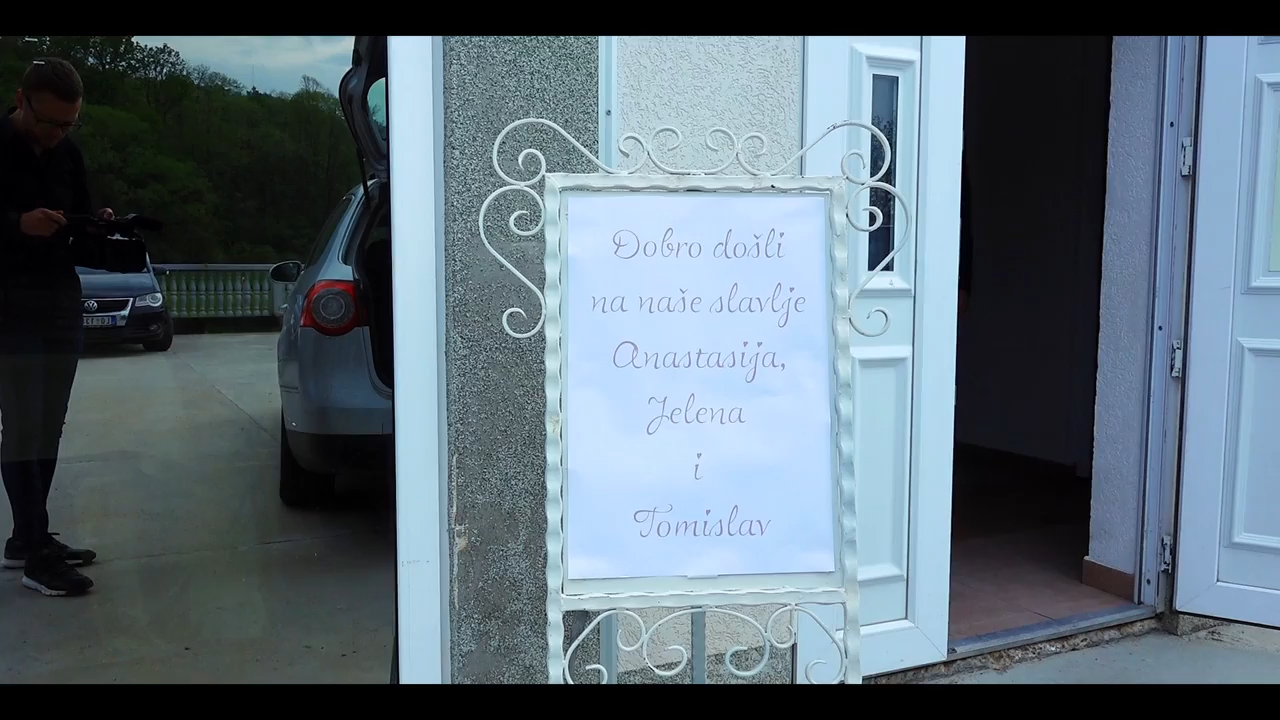 Dobro došli
na naše slavlje
Anastasija,
Jelena
i
Tomislav